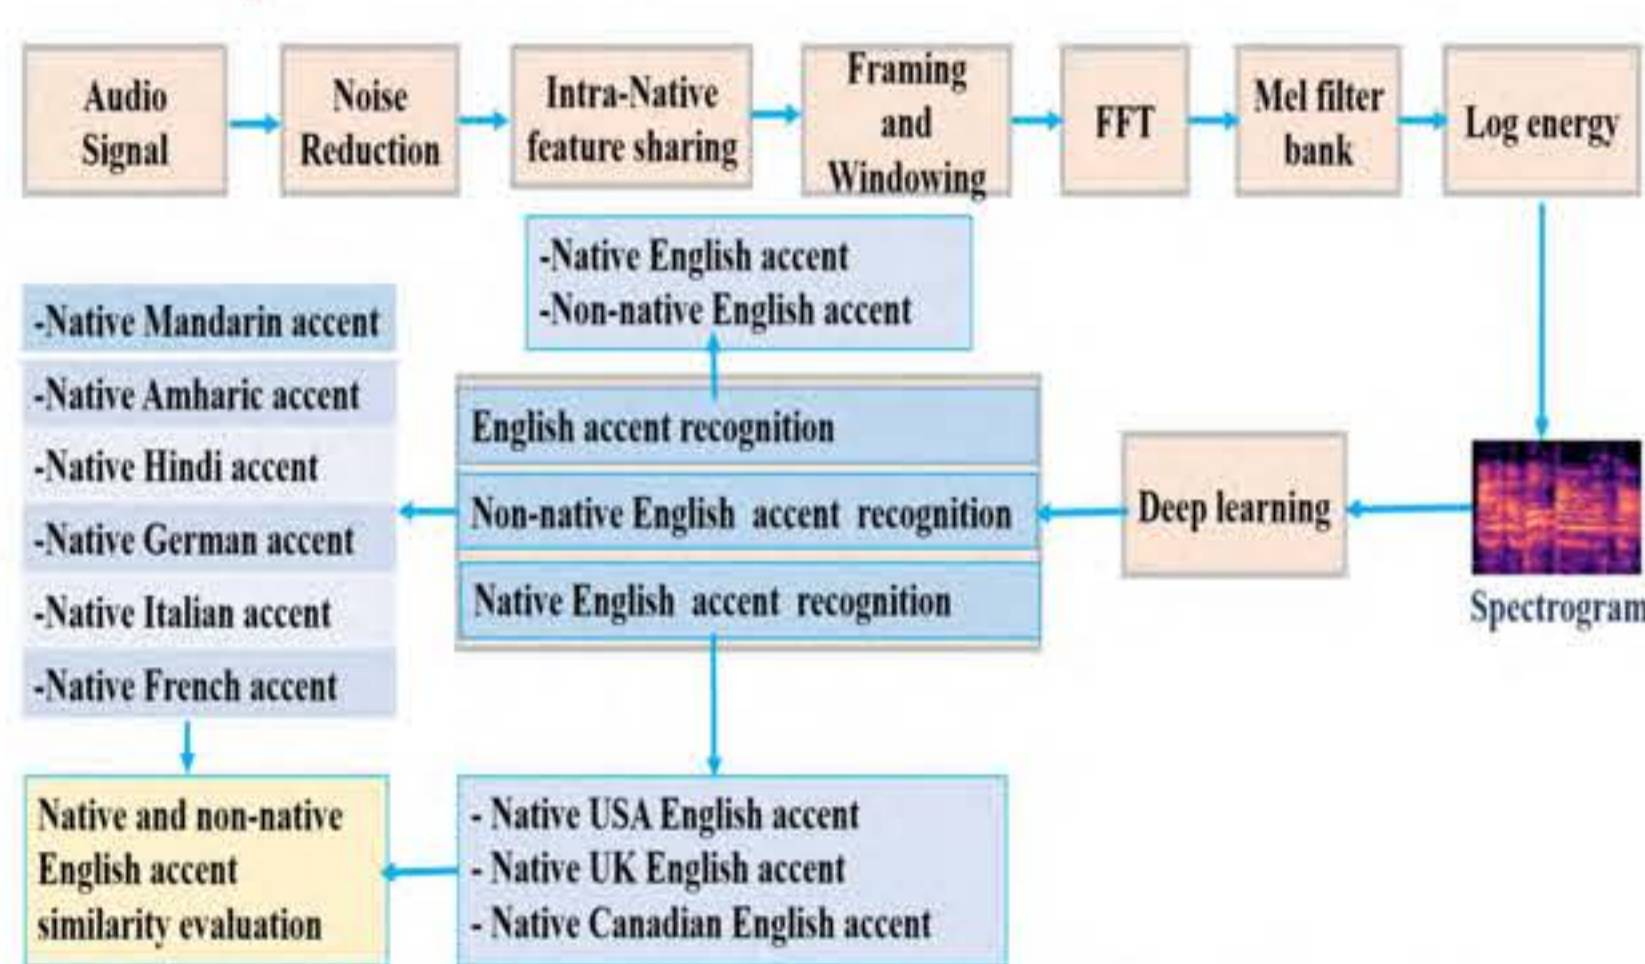 Audio
Signal
Noise
Reduction
Intra-Native
feature sharing
Framing
and
Windowing
FFT
Mel filter
bank
Log energy
-Native English accent
-Non-native English accent
-Native Mandarin accent
-Native Amharic accent
-Native Hindi accent
-Native German accent
-Native Italian accent
-Native French accent
English accent recognition
Non-native English accent recognition
Native English accent recognition
Deep learning
Spectrogram
Native and non-native
English accent
similarity evaluation
- Native USA English accent
- Native UK English accent
- Native Canadian English accent